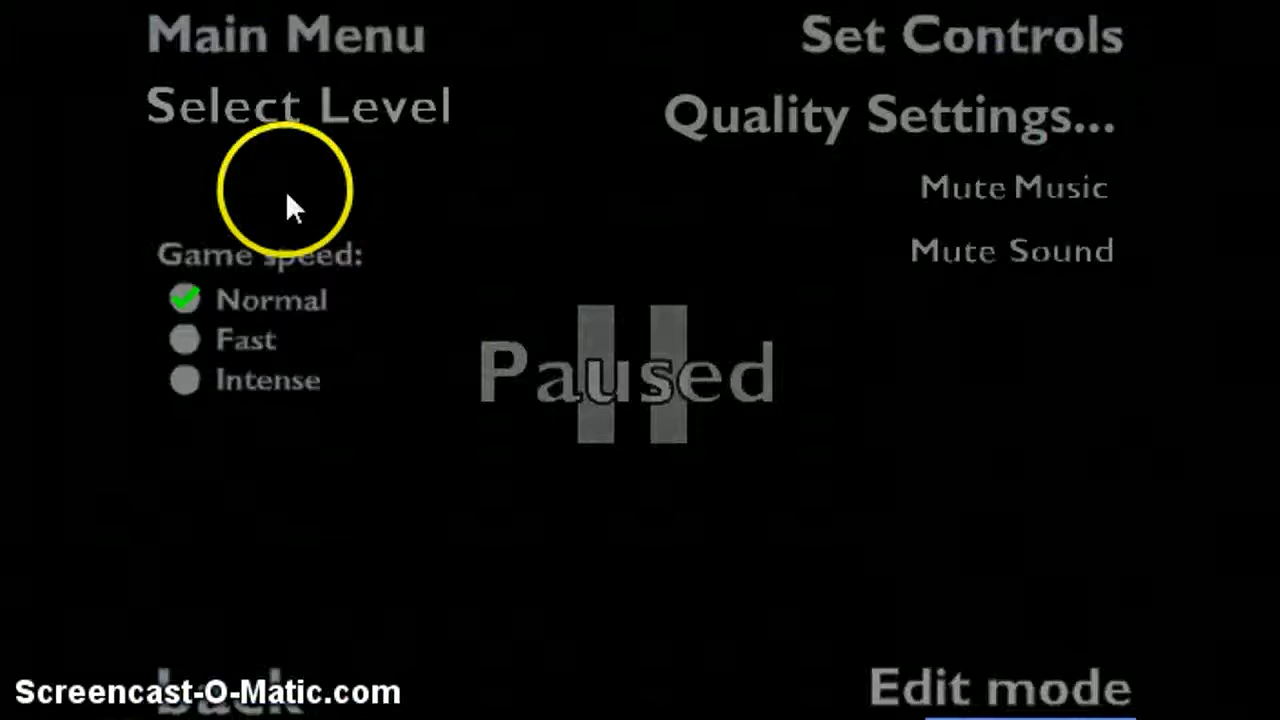 Main Menu
Set Controls
Select Level
Quality Settings...
Mute Music
Game speed:
Mute Sound
Normal
Fast
Intense
Paused
back
Screencast-O-Matic.com
Edit mode